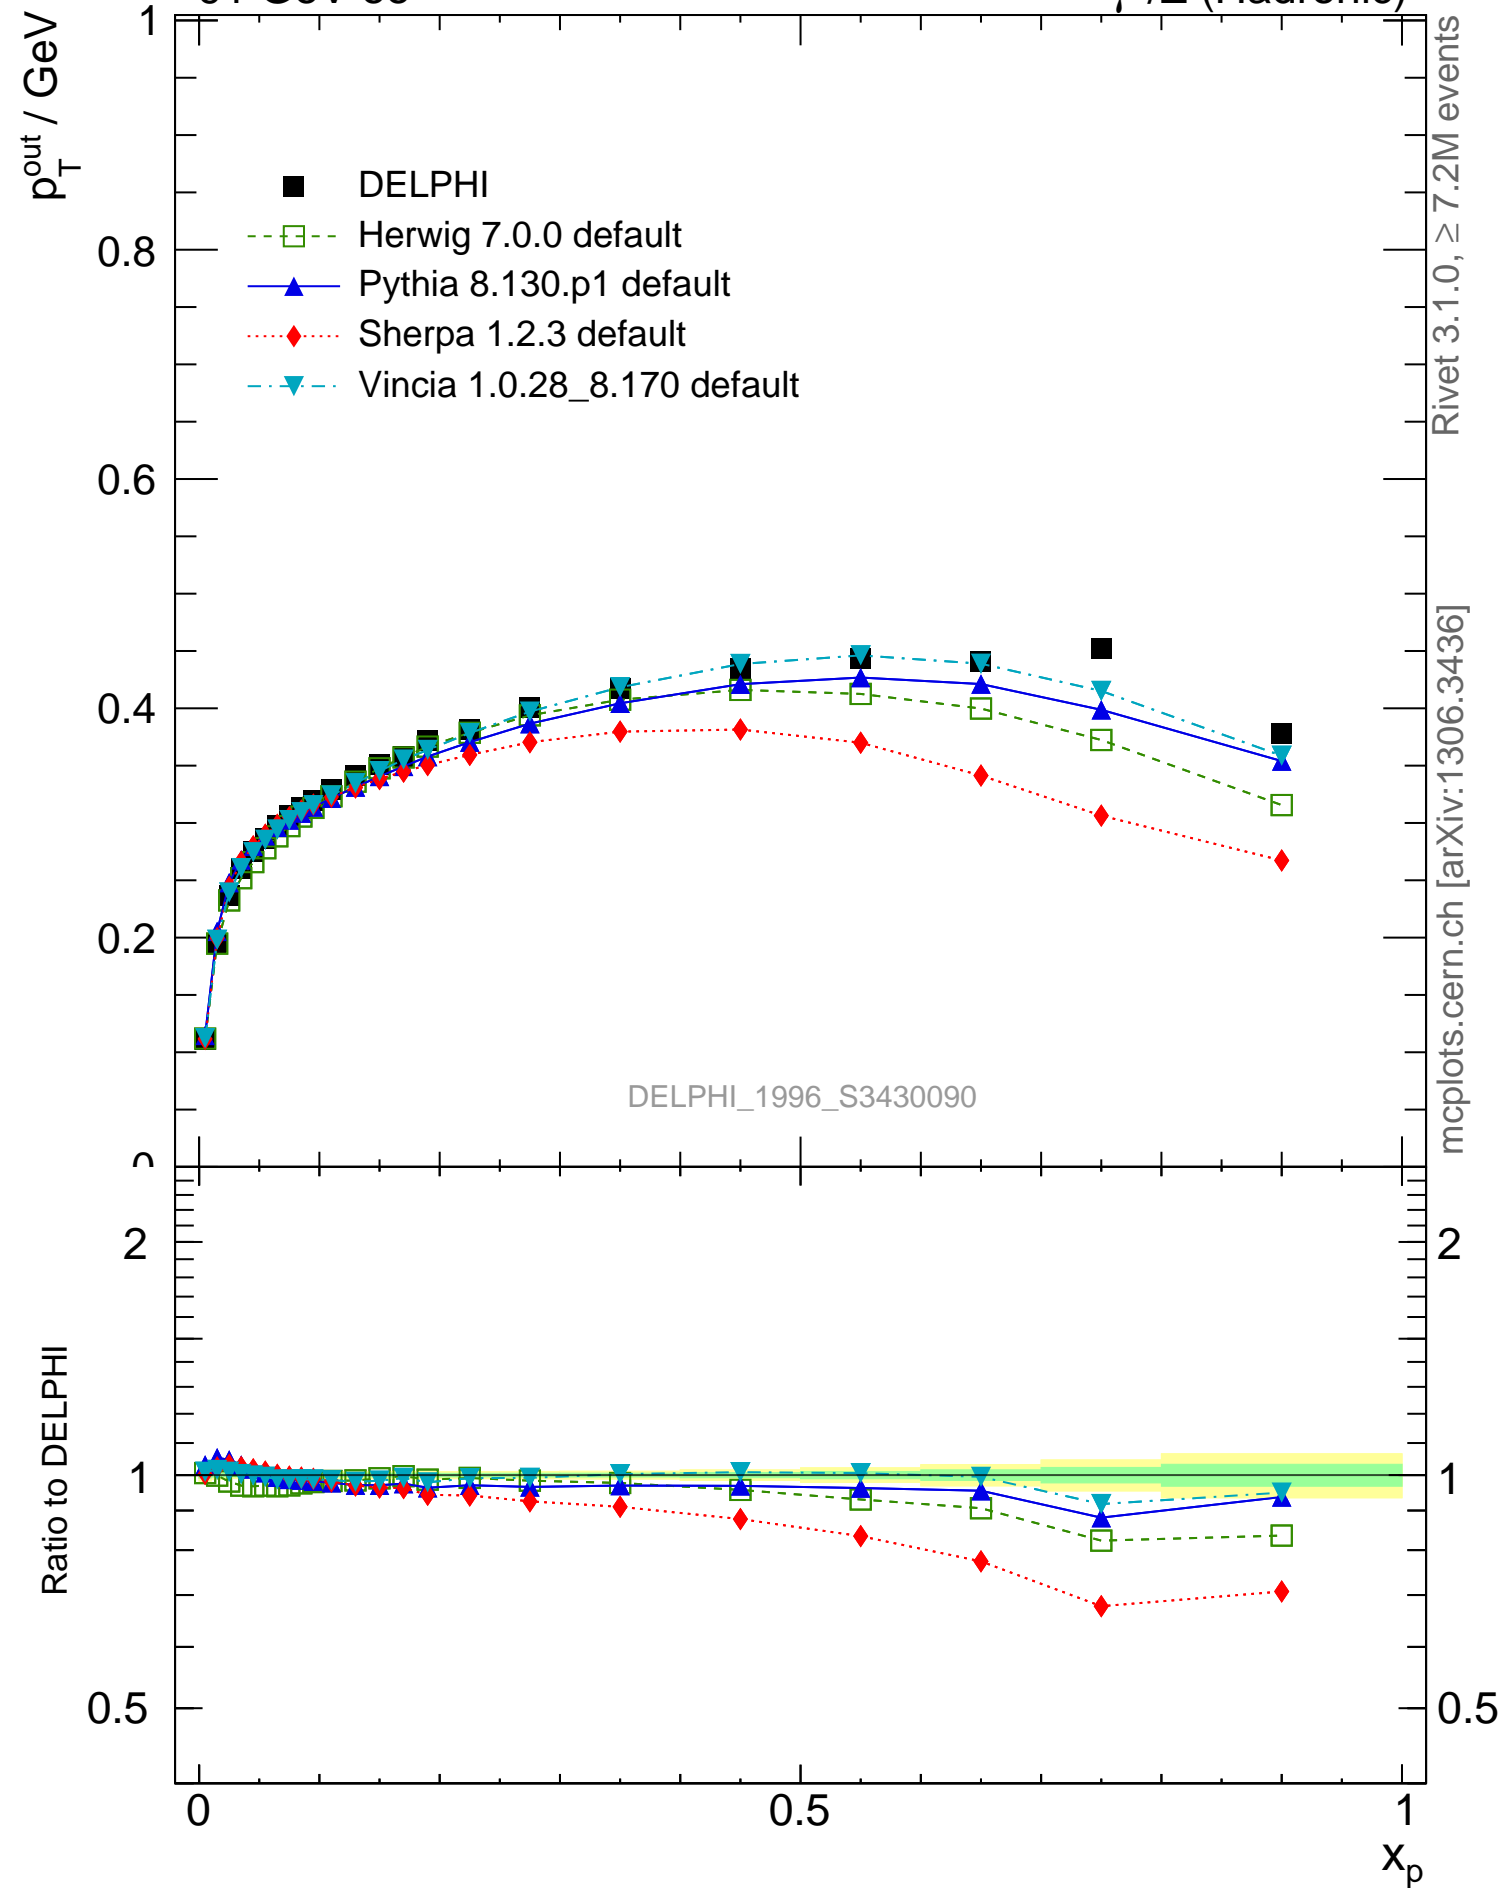 p_T^out / GeV
1
0.8
0.6
0.4
0.2
0
DELPHI
Herwig 7.0.0 default
Pythia 8.130.p1 default
Sherpa 1.2.3 default
Vincia 1.0.28_8.170 default
DELPHI_1996_S3430090
Rivet 3.1.0, ≥ 7.2M events
mcplots.cern.ch [arXiv:1306.3436]
Ratio to DELPHI
2
1
0.5
2
1
0.5
0
0.5
1
x_p